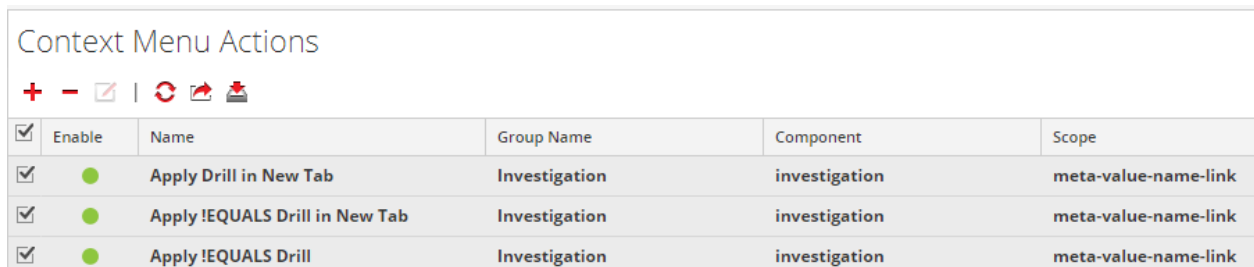 Context Menu Actions
Enable Name Group Name Component Scope
Apply Drill in New Tab Investigation investigation meta-value-name-link
Apply !EQUALS Drill in New Tab Investigation investigation meta-value-name-link
Apply !EQUALS Drill Investigation investigation meta-value-name-link